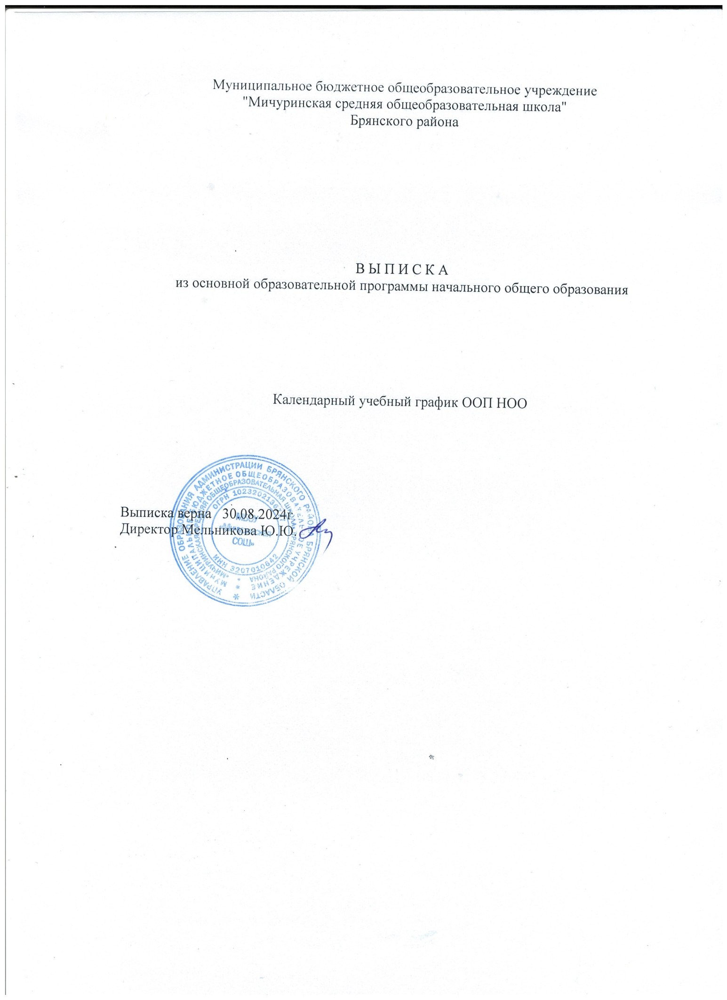 Муниципальное бюджетное общеобразовательное учреждение
"Мичуринская средняя общеобразовательная школа"
Брянского района
В Ы П И С К А
из основной образовательной программы начального общего образования
Календарный учебный график ООП НОО
Выписка верна 30.08.2024г
Директор Мельникова Ю.Ю.
УПРАВЛЕНИЕ ОБРАЗОВАНИЯ АДМИНИСТРАЦИИ БРЯНСКОГО РАЙОНА БРЯНСКОЙ ОБЛАСТИ
МУНИЦИПАЛЬНОЕ БЮДЖЕТНОЕ ОБЩЕОБРАЗОВАТЕЛЬНОЕ УЧРЕЖДЕНИЕ
«МИЧУРИНСКАЯ СРЕДНЯЯ ОБЩЕОБРАЗОВАТЕЛЬНАЯ ШКОЛА» БРЯНСКОГО РАЙОНА
ОГРН
ИНН 3207010642
МБОУ
«Мичуринская
СОШ»